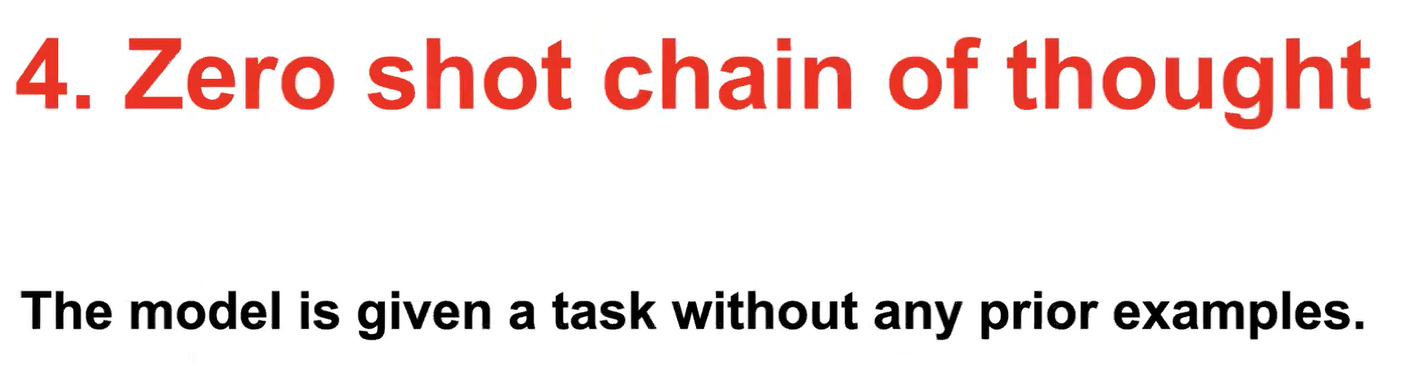 4. Zero shot chain of thought
The model is given a task without any prior examples.